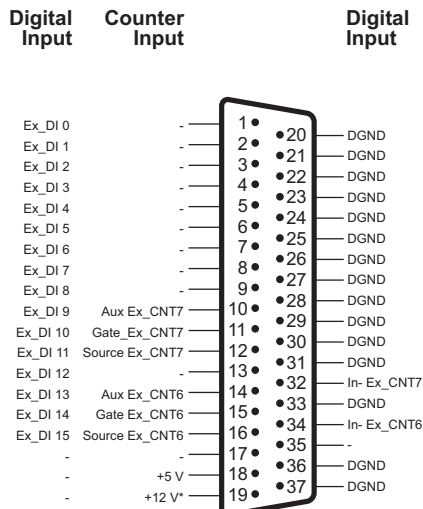 Digital Input Counter Input Digital Input
Ex_DI 0 - 1 20 DGND
Ex_DI 1 - 2 21 DGND
Ex_DI 2 - 3 22 DGND
Ex_DI 3 - 4 23 DGND
Ex_DI 4 - 5 24 DGND
Ex_DI 5 - 6 25 DGND
Ex_DI 6 - 7 26 DGND
Ex_DI 7 - 8 27 DGND
Ex_DI 8 - 9 28 DGND
Ex_DI 9 Aux Ex_CNT7 10 29 DGND
Ex_DI 10 Gate_Ex_CNT7 11 30 DGND
Ex_DI 11 Source Ex_CNT7 12 31 DGND
Ex_DI 12 - 13 32 In- Ex_CNT7
Ex_DI 13 Aux Ex_CNT6 14 33 DGND
Ex_DI 14 Gate Ex_CNT6 15 34 In- Ex_CNT6
Ex_DI 15 Source Ex_CNT6 16 35 -
- - 17 36 DGND
- +5 V 18 37 DGND
- +12 V* 19